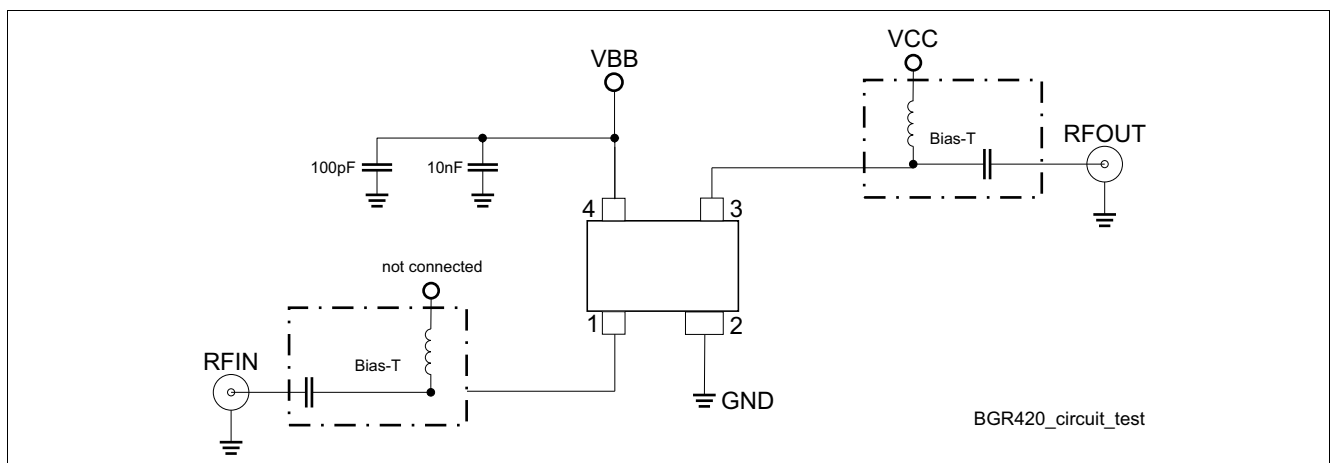 VCC
VBB
Bias-T
RFOUT
100pF
10nF
4
3
not connected
1
2
RFIN
Bias-T
GND
BGR420_circuit_test